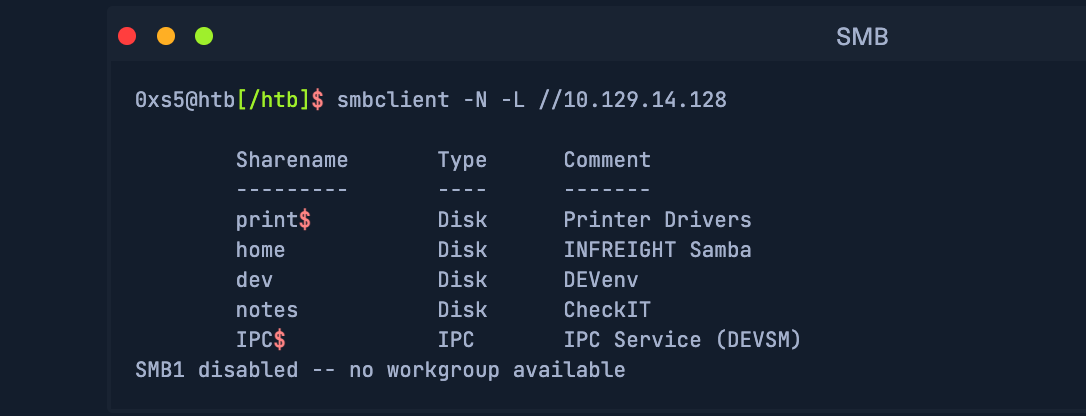 SMB
0xs5@htb[/htb]$ smbclient -N -L //10.129.14.128
Sharename Type Comment
--------- ---- -------
print$ Disk Printer Drivers
home Disk INFREIGHT Samba
dev Disk DEVenv
notes Disk CheckIT
IPC$ IPC IPC Service (DEVSM)
SMB1 disabled -- no workgroup available